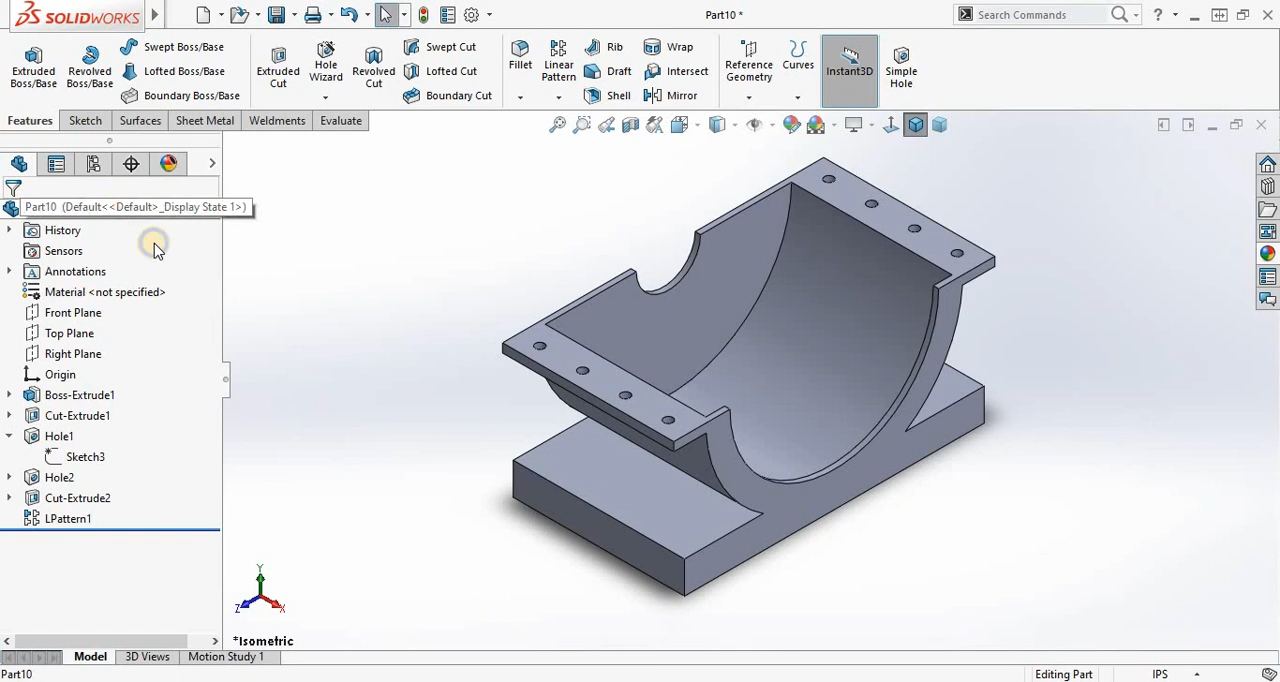 SOLIDWORKS
Part10 *
Search Commands
?
Extruded Boss/Base
Revolved Boss/Base
Swept Boss/Base
Lofted Boss/Base
Boundary Boss/Base
Extruded Cut
Hole Wizard
Revolved Cut
Swept Cut
Lofted Cut
Boundary Cut
Fillet
Linear Pattern
Rib
Draft
Shell
Wrap
Intersect
Mirror
Reference Geometry
Curves
Instant3D
Simple Hole
Features
Sketch
Surfaces
Sheet Metal
Weldments
Evaluate
Part10 (Default<<Default>_Display State 1>)
History
Sensors
Annotations
Material <not specified>
Front Plane
Top Plane
Right Plane
Origin
Boss-Extrude1
Cut-Extrude1
Hole1
Sketch3
Hole2
Cut-Extrude2
LPattern1
Y
Z
X
*Isometric
Model
3D Views
Motion Study 1
Part10
Editing Part
IPS